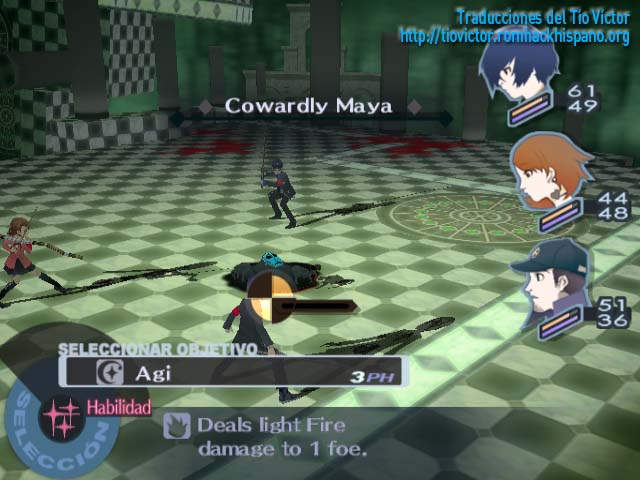 Traducciones del Tio Victor
http://tiovictor.romhackhispano.org
Cowardly Maya
61
49
44
48
51
36
SELECCIONAR OBJETIVO
Agi
3PH
Habilidad
SELECCIÓN
Deals light Fire
damage to 1 foe.